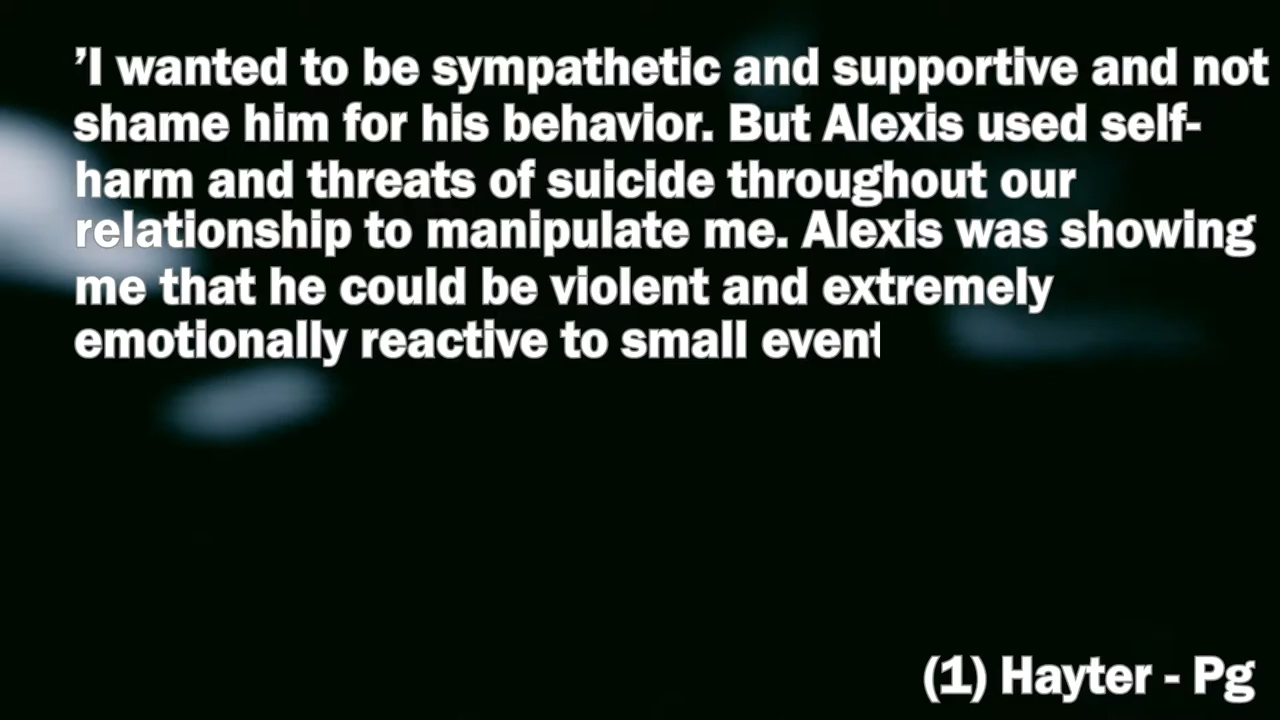 ’I wanted to be sympathetic and supportive and not
shame him for his behavior. But Alexis used self-
harm and threats of suicide throughout our
relationship to manipulate me. Alexis was showing
me that he could be violent and extremely
emotionally reactive to small event
(1) Hayter - Pg